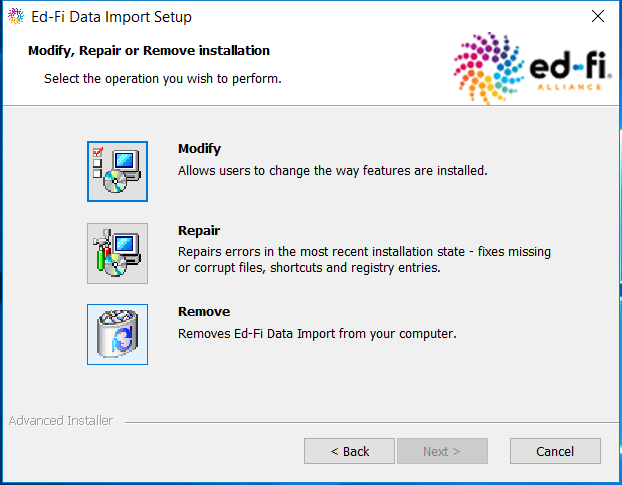 Ed-Fi Data Import Setup
Modify, Repair or Remove installation
Select the operation you wish to perform.
ed-fi
ALLIANCE
Modify
Allows users to change the way features are installed.
Repair
Repairs errors in the most recent installation state - fixes missing
or corrupt files, shortcuts and registry entries.
Remove
Removes Ed-Fi Data Import from your computer.
Advanced Installer
< Back
Next >
Cancel